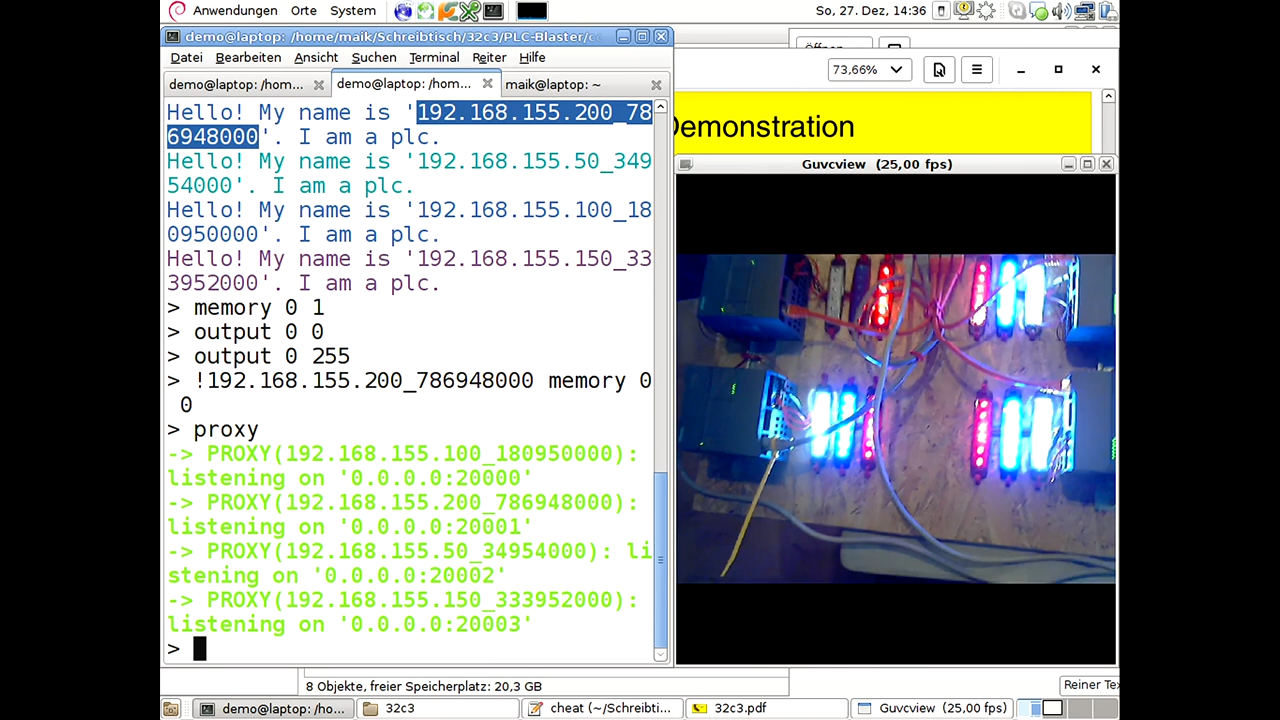 Anwendungen Orte System So, 27. Dez, 14:36
demo@laptop: /home/maik/Schreibtisch/32c3/PLC-Blaster/c
Datei Bearbeiten Ansicht Suchen Terminal Reiter Hilfe
demo@laptop: /hom... demo@laptop: /hom... maik@laptop: ~
Hello! My name is '192.168.155.200_78
6948000'. I am a plc.
Hello! My name is '192.168.155.50_349
54000'. I am a plc.
Hello! My name is '192.168.155.100_18
0950000'. I am a plc.
Hello! My name is '192.168.155.150_33
3952000'. I am a plc.
> memory 0 1
> output 0 0
> output 0 255
> !192.168.155.200_786948000 memory 0
0
> proxy
-> PROXY(192.168.155.100_180950000):
listening on '0.0.0.0:20000'
-> PROXY(192.168.155.200_786948000):
listening on '0.0.0.0:20001'
-> PROXY(192.168.155.50_34954000): li
stening on '0.0.0.0:20002'
-> PROXY(192.168.155.150_333952000):
listening on '0.0.0.0:20003'
>
73,66%
Demonstration
Guvcview (25,00 fps)
8 Objekte, freier Speicherplatz: 20,3 GB
Reiner Te
demo@laptop: /ho... 32c3 cheat (~/Schreibti... 32c3.pdf Guvcview (25,00 fps)